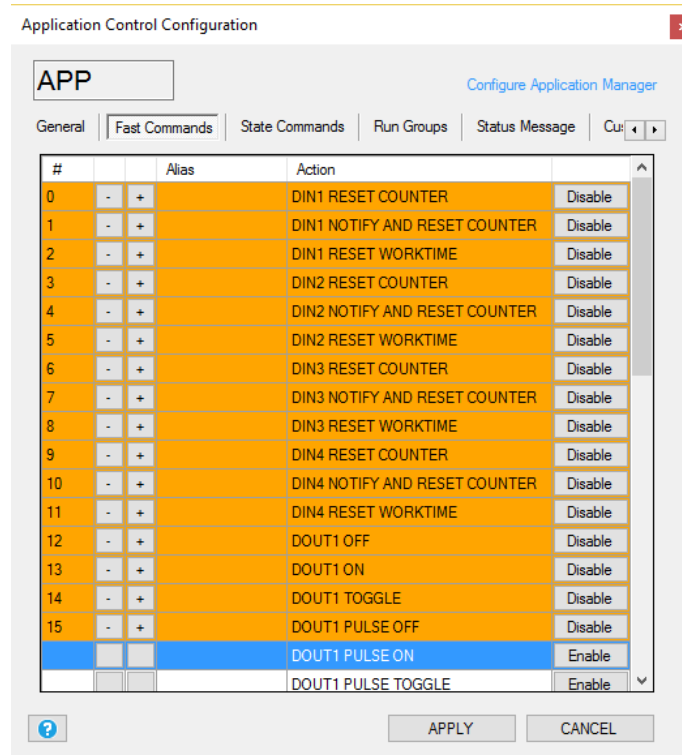 Application Control Configuration
APP
Configure Application Manager
General Fast Commands State Commands Run Groups Status Message Cu
# Alias Action
0 - + DIN1 RESET COUNTER Disable
1 - + DIN1 NOTIFY AND RESET COUNTER Disable
2 - + DIN1 RESET WORKTIME Disable
3 - + DIN2 RESET COUNTER Disable
4 - + DIN2 NOTIFY AND RESET COUNTER Disable
5 - + DIN2 RESET WORKTIME Disable
6 - + DIN3 RESET COUNTER Disable
7 - + DIN3 NOTIFY AND RESET COUNTER Disable
8 - + DIN3 RESET WORKTIME Disable
9 - + DIN4 RESET COUNTER Disable
10 - + DIN4 NOTIFY AND RESET COUNTER Disable
11 - + DIN4 RESET WORKTIME Disable
12 - + DOUT1 OFF Disable
13 - + DOUT1 ON Disable
14 - + DOUT1 TOGGLE Disable
15 - + DOUT1 PULSE OFF Disable
DOUT1 PULSE ON Enable
DOUT1 PULSE TOGGLE Enable
? APPLY CANCEL